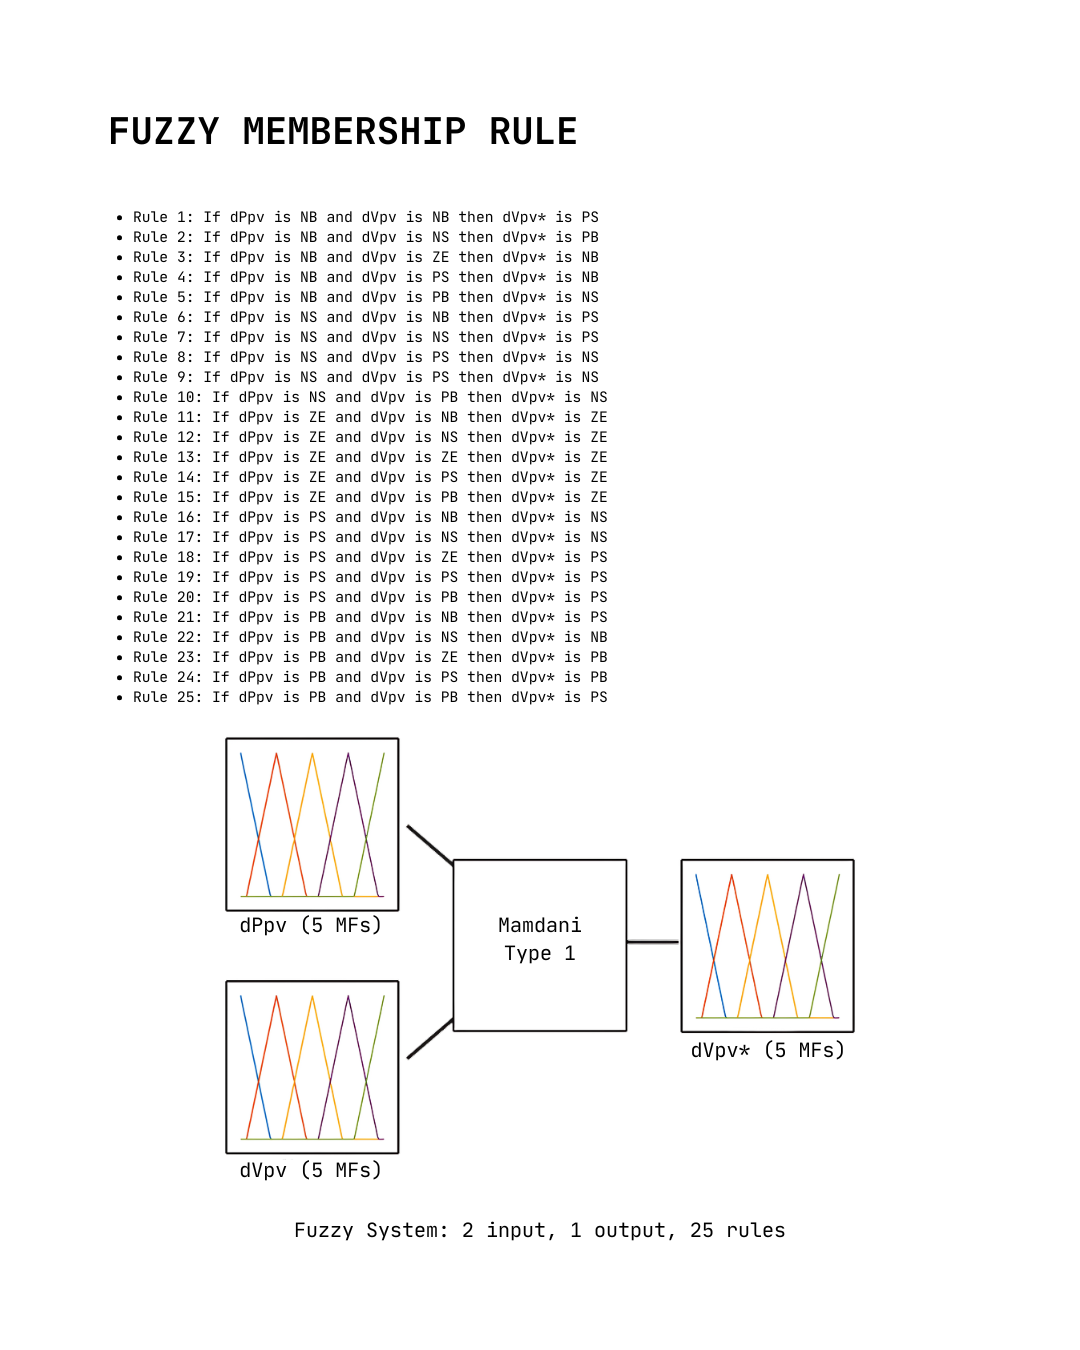 FUZZY MEMBERSHIP RULE
• Rule 1: If dPpv is NB and dVpv is NB then dVpv* is PS
• Rule 2: If dPpv is NB and dVpv is NS then dVpv* is PB
• Rule 3: If dPpv is NB and dVpv is ZE then dVpv* is NB
• Rule 4: If dPpv is NB and dVpv is PS then dVpv* is NB
• Rule 5: If dPpv is NB and dVpv is PB then dVpv* is NS
• Rule 6: If dPpv is NS and dVpv is NB then dVpv* is PS
• Rule 7: If dPpv is NS and dVpv is NS then dVpv* is PS
• Rule 8: If dPpv is NS and dVpv is PS then dVpv* is NS
• Rule 9: If dPpv is NS and dVpv is PS then dVpv* is NS
• Rule 10: If dPpv is NS and dVpv is PB then dVpv* is NS
• Rule 11: If dPpv is ZE and dVpv is NB then dVpv* is ZE
• Rule 12: If dPpv is ZE and dVpv is NS then dVpv* is ZE
• Rule 13: If dPpv is ZE and dVpv is ZE then dVpv* is ZE
• Rule 14: If dPpv is ZE and dVpv is PS then dVpv* is ZE
• Rule 15: If dPpv is ZE and dVpv is PB then dVpv* is ZE
• Rule 16: If dPpv is PS and dVpv is NB then dVpv* is NS
• Rule 17: If dPpv is PS and dVpv is NS then dVpv* is NS
• Rule 18: If dPpv is PS and dVpv is ZE then dVpv* is PS
• Rule 19: If dPpv is PS and dVpv is PS then dVpv* is PS
• Rule 20: If dPpv is PS and dVpv is PB then dVpv* is PS
• Rule 21: If dPpv is PB and dVpv is NB then dVpv* is PS
• Rule 22: If dPpv is PB and dVpv is NS then dVpv* is NB
• Rule 23: If dPpv is PB and dVpv is ZE then dVpv* is PB
• Rule 24: If dPpv is PB and dVpv is PS then dVpv* is PB
• Rule 25: If dPpv is PB and dVpv is PB then dVpv* is PS
dPpv (5 MFs)
Mamdani
Type 1
dVpv* (5 MFs)
dVpv (5 MFs)
Fuzzy System: 2 input, 1 output, 25 rules